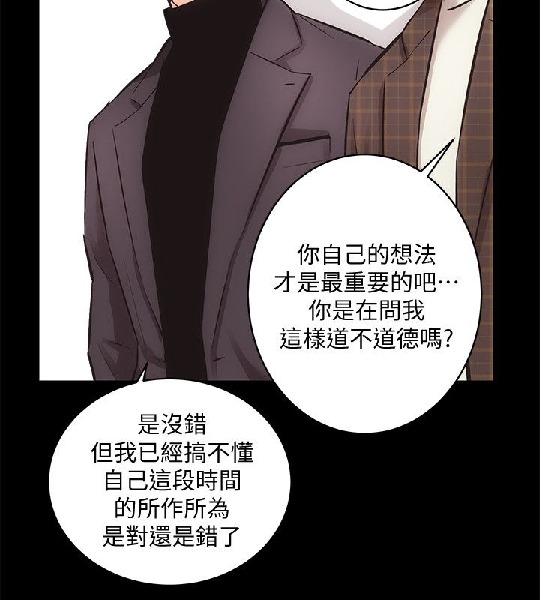 你自己的想法
才是最重要的吧…
你是在問我
這樣道不道德嗎?
是沒錯
但我已經搞不懂
自己這段時間
的所作所為
是對還是錯了